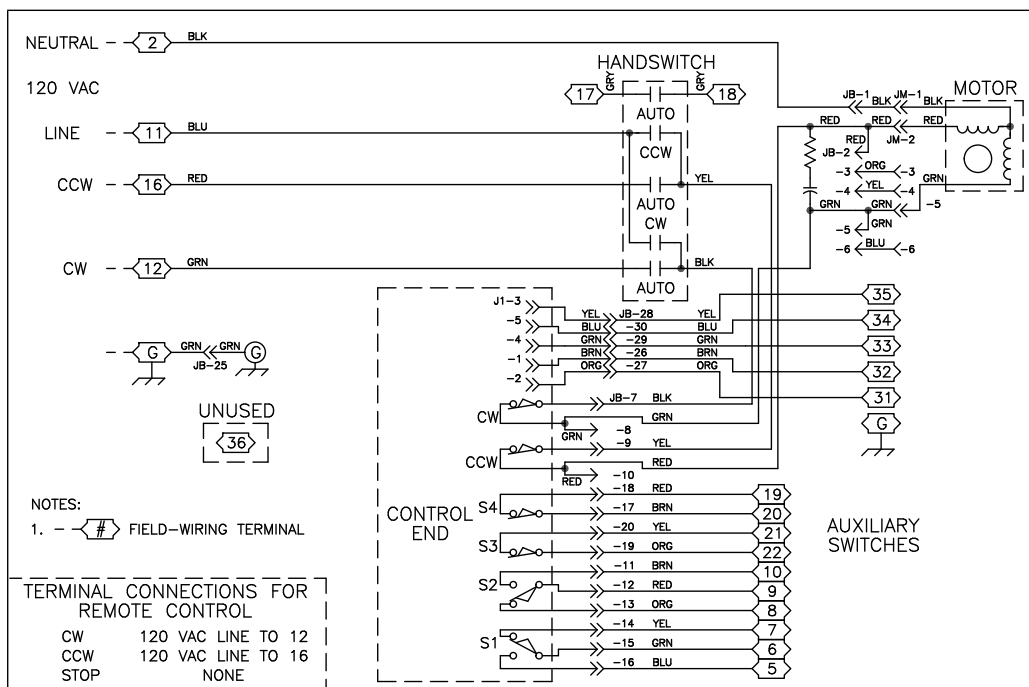 NEUTRAL 2 BLK
120 VAC
HANDSWITCH
GRY GRY
17 18
AUTO
LINE 11 BLU
CCW
CCW 16 RED YEL
AUTO
CW
CW 12 GRN BLK
AUTO
MOTOR
JB-1 JM-1
BLK BLK
RED RED RED
RED JM-2
JB-2
-3 ORG -3
-4 YEL -4
GRN
GRN GRN -5
-5 GRN
-6 BLU -6
J1-3 YEL JB-28 YEL 35
-5 BLU -30 BLU 34
-4 GRN -29 GRN 33
-1 BRN -26 BRN 32
-2 ORG -27 ORG 31
G GRN GRN G
JB-25
UNUSED
36
JB-7 BLK
CW GRN G
GRN -8
-9 YEL
CCW RED
RED -10
-18 RED 19
S4 -17 BRN 20
-20 YEL 21
S3 -19 ORG 22
-11 BRN 10
S2 -12 RED 9
-13 ORG 8
-14 YEL 7
S1 -15 GRN 6
-16 BLU 5
CONTROL
END
AUXILIARY
SWITCHES
NOTES:
1. # FIELD-WIRING TERMINAL
TERMINAL CONNECTIONS FOR
REMOTE CONTROL
CW 120 VAC LINE TO 12
CCW 120 VAC LINE TO 16
STOP NONE